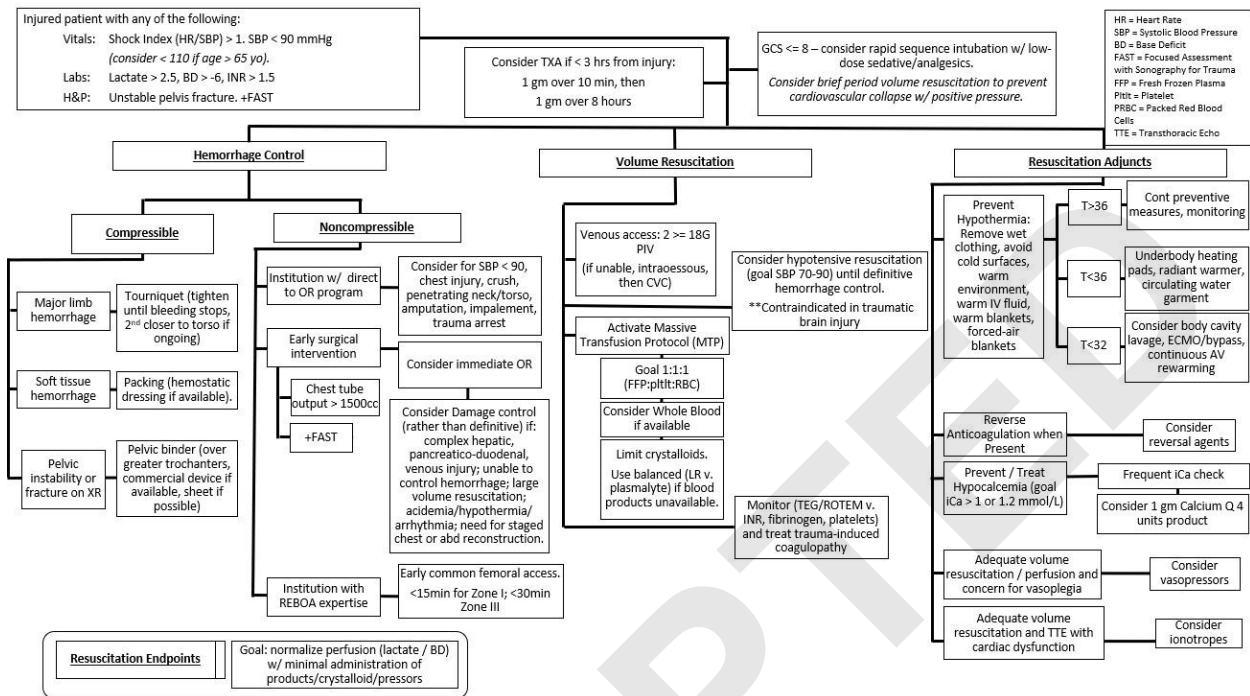 Injured patient with any of the following:
Vitals: Shock Index (HR/SBP) > 1. SBP < 90 mmHg
(consider < 110 if age > 65 yo).
Labs: Lactate > 2.5, BD > -6, INR > 1.5
H&P: Unstable pelvis fracture. +FAST
Consider TXA if < 3 hrs from injury:
1 gm over 10 min, then
1 gm over 8 hours
GCS <= 8 – consider rapid sequence intubation w/ low-
dose sedative/analgesics.
Consider brief period volume resuscitation to prevent
cardiovascular collapse w/ positive pressure.
HR = Heart Rate
SBP = Systolic Blood Pressure
BD = Base Deficit
FAST = Focused Assessment
with Sonography for Trauma
FFP = Fresh Frozen Plasma
Pltlt = Platelet
PRBC = Packed Red Blood
Cells
TTE = Transthoracic Echo
Hemorrhage Control
Compressible
Major limb
hemorrhage
Tourniquet (tighten
until bleeding stops,
2nd closer to torso if
ongoing)
Soft tissue
hemorrhage
Packing (hemostatic
dressing if available).
Pelvic
instability or
fracture on XR
Pelvic binder (over
greater trochanters,
commercial device if
available, sheet if
possible)
Noncompressible
Institution w/ direct
to OR program
Consider for SBP < 90,
chest injury, crush,
penetrating neck/torso,
amputation, impalement,
trauma arrest
Early surgical
intervention
Consider immediate OR
Chest tube
output > 1500cc
+FAST
Consider Damage control
(rather than definitive) if:
complex hepatic,
pancreatico-duodenal,
venous injury; unable to
control hemorrhage; large
volume resuscitation;
acidemia/hypothermia/
arrhythmia; need for staged
chest or abd reconstruction.
Institution with
REBOA expertise
Early common femoral access.
<15min for Zone I; <30min
Zone III
Volume Resuscitation
Venous access: 2 >= 18G
PIV
(if unable, intraoessous,
then CVC)
Consider hypotensive resuscitation
(goal SBP 70-90) until definitive
hemorrhage control.
**Contraindicated in traumatic
brain injury
Activate Massive
Transfusion Protocol (MTP)
Goal 1:1:1
(FFP:pltlt:RBC)
Consider Whole Blood
if available
Limit crystalloids.
Use balanced (LR v.
plasmalyte) if blood
products unavailable.
Monitor (TEG/ROTEM v.
INR, fibrinogen, platelets)
and treat trauma-induced
coagulopathy
Resuscitation Adjuncts
Prevent
Hypothermia:
Remove wet
clothing, avoid
cold surfaces,
warm
environment,
warm IV fluid,
warm blankets,
forced-air
blankets
T>36
Cont preventive
measures, monitoring
T<36
Underbody heating
pads, radiant warmer,
circulating water
garment
T<32
Consider body cavity
lavage, ECMO/bypass,
continuous AV
rewarming
Reverse
Anticoagulation when
Present
Consider
reversal agents
Prevent / Treat
Hypocalcemia (goal
iCa > 1 or 1.2 mmol/L)
Frequent iCa check
Consider 1 gm Calcium Q 4
units product
Adequate volume
resuscitation / perfusion and
concern for vasoplegia
Consider
vasopressors
Adequate volume
resuscitation and TTE with
cardiac dysfunction
Consider
ionotropes
Resuscitation Endpoints
Goal: normalize perfusion (lactate / BD)
w/ minimal administration of
products/crystalloid/pressors
PTED